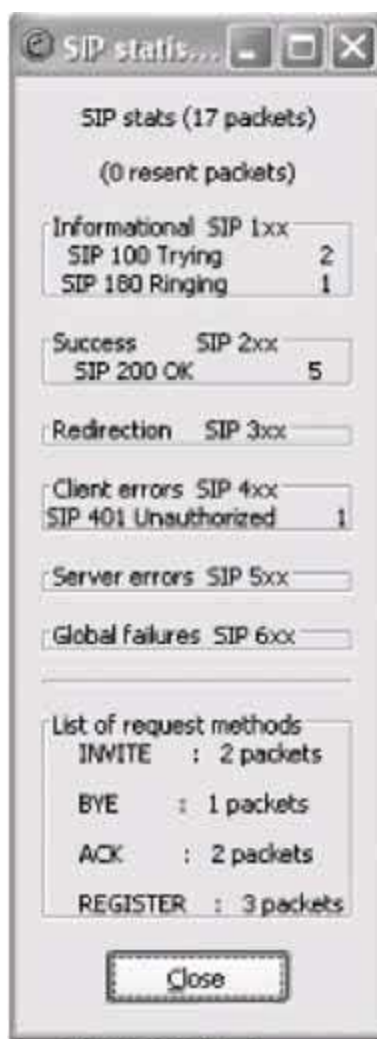 SIP statis...
SIP stats (17 packets)
(0 resent packets)
Informational SIP 1xx
SIP 100 Trying 2
SIP 180 Ringing 1
Success SIP 2xx
SIP 200 OK 5
Redirection SIP 3xx
Client errors SIP 4xx
SIP 401 Unauthorized 1
Server errors SIP 5xx
Global failures SIP 6xx
List of request methods
INVITE : 2 packets
BYE : 1 packets
ACK : 2 packets
REGISTER : 3 packets
Close